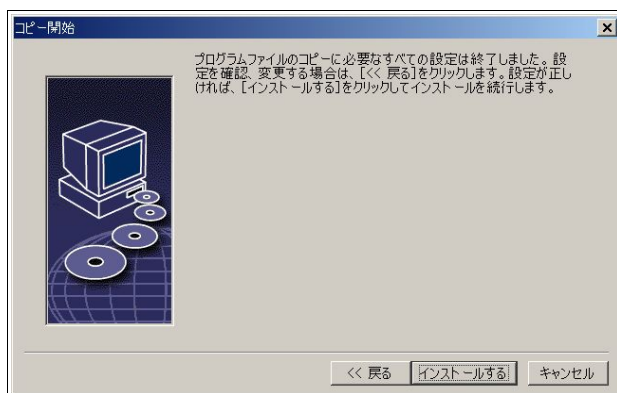 コピー開始
プログラムファイルのコピーに必要なすべての設定は終了しました。設
定を確認、変更する場合は、[<< 戻る]をクリックします。設定が正し
ければ、[インストールする]をクリックしてインストールを続行します。
<< 戻る
インストールする
キャンセル